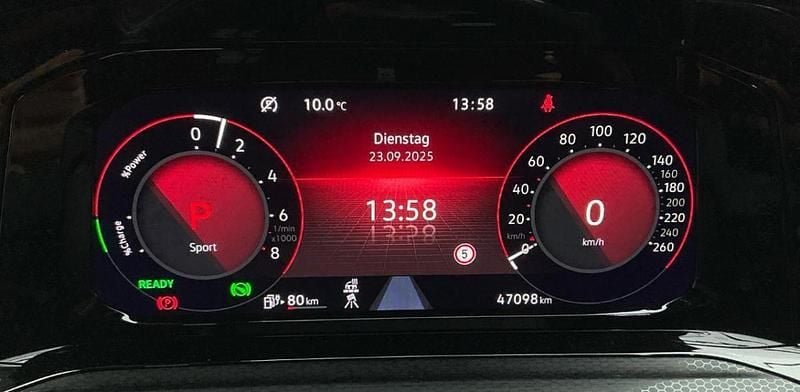 10.0 °C
13:58
%Power
%Charge
0
2
4
6
8
1/min
x1000
P
Sport
Dienstag
23.09.2025
13:58
5
0
20
40
60
80
100
120
140
160
180
200
220
240
260
km/h
0
km/h
READY
P
80 km
47098 km